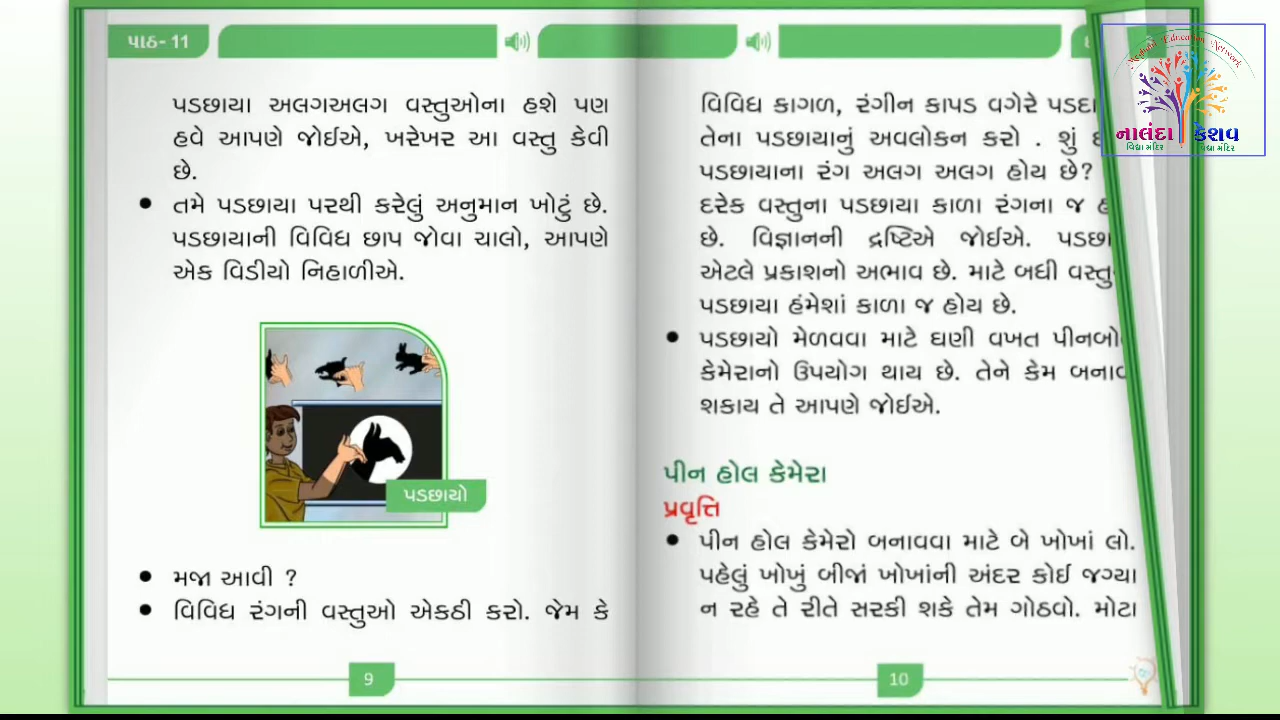 પાઠ- 11
પડછાયા અલગઅલગ વસ્તુઓના હશે પણ
હવે આપણે જોઈએ, ખરેખર આ વસ્તુ કેવી
છે.
• તમે પડછાયા પરથી કરેલું અનુમાન ખોટું છે.
પડછાયાની વિવિધ છાપ જોવા ચાલો, આપણે
એક વિડીયો નિહાળીએ.
પડછાયો
• મજા આવી ?
• વિવિધ રંગની વસ્તુઓ એકઠી કરો. જેમ કે
9
વિવિધ કાગળ, રંગીન કાપડ વગેરે
તેના પડછાયાનું અવલોકન કરો . શું
પડછાયાના રંગ અલગ અલગ હોય છે?
દરેક વસ્તુના પડછાયા કાળા રંગના જ
છે. વિજ્ઞાનની દ્રષ્ટિએ જોઈએ.
એટલે પ્રકાશનો અભાવ છે. માટે બધી
પડછાયા હંમેશાં કાળા જ હોય છે.
• પડછાયો મેળવવા માટે ઘણી વખત
કેમેરાનો ઉપયોગ થાય છે. તેને કેમ
શકાય તે આપણે જોઈએ.
પીન હોલ કેમેરા
પ્રવૃત્તિ
• પીન હોલ કેમેરો બનાવવા માટે બે ખોખાં લો.
પહેલું ખોખું બીજાં ખોખાંની અંદર કોઈ જગ્યા
ન રહે તે રીતે સરકી શકે તેમ ગોઠવો. મોટા
10
Education Network
નાલંદા કેશવ
વિદ્યા મંદિર વિદ્યા મંદિર